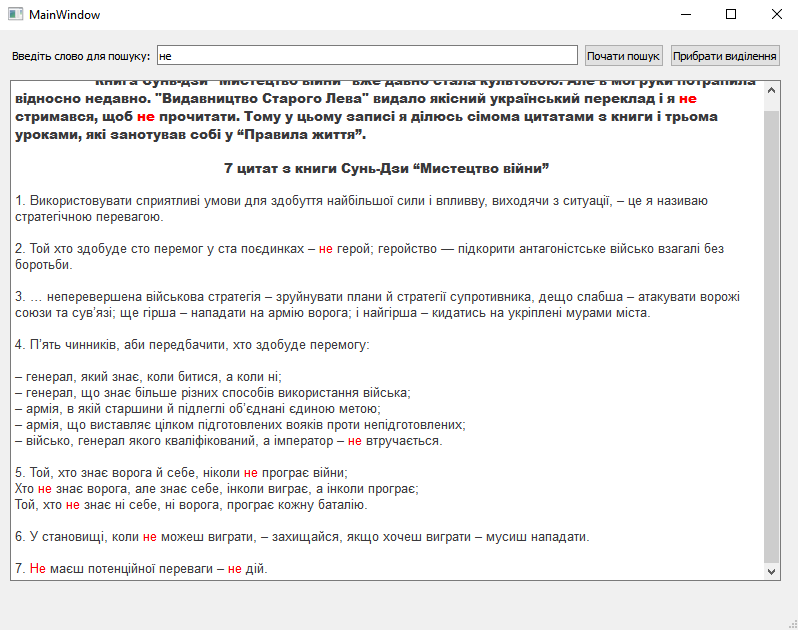 MainWindow
Введіть слово для пошуку: не Почати пошук Прибрати виділення
Книга Сунь-Дзи "Мистецтво війни" вже давно стала культовою. Але в мої руки потрапила
відносно недавно. "Видавництво Старого Лева" видало якісний український переклад і я не
стримався, щоб не прочитати. Тому у цьому записі я ділюсь сімома цитатами з книги і трьома
уроками, які занотував собі у “Правила життя”.
7 цитат з книги Сунь-Дзи “Мистецтво війни”
1. Використовувати сприятливі умови для здобуття найбільшої сили і впливву, виходячи з ситуації, – це я називаю
стратегічною перевагою.
2. Той хто здобуде сто перемог у ста поєдинках – не герой; геройство — підкорити антагоністське військо взагалі без
боротьби.
3. … неперевершена військова стратегія – зруйнувати плани й стратегії супротивника, дещо слабша – атакувати ворожі
союзи та сув’язі; ще гірша – нападати на армію ворога; і найгірша – кидатись на укріплені мурами міста.
4. П’ять чинників, аби передбачити, хто здобуде перемогу:
– генерал, який знає, коли битися, а коли ні;
– генерал, що знає більше різних способів використання війська;
– армія, в якій старшини й підлеглі об’єднані єдиною метою;
– армія, що виставляє цілком підготовлених вояків проти непідготовлених;
– військо, генерал якого кваліфікований, а імператор – не втручається.
5. Той, хто знає ворога й себе, ніколи не програє війни;
Хто не знає ворога, але знає себе, інколи виграє, а інколи програє;
Той, хто не знає ні себе, ні ворога, програє кожну баталію.
6. У становищі, коли не можеш виграти, – захищайся, якщо хочеш виграти – мусиш нападати.
7. Не маєш потенційної переваги – не дій.